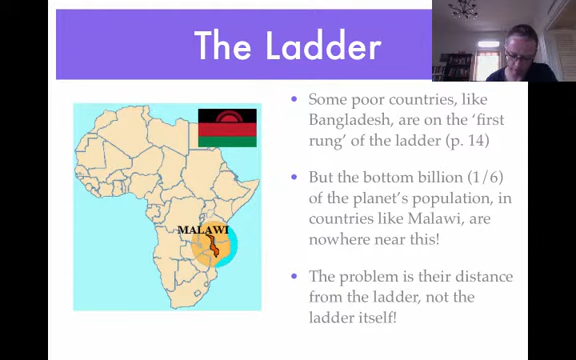 The Ladder
• Some poor countries, like
Bangladesh, are on the ‘first
rung’ of the ladder (p. 14)
• But the bottom billion (1/6)
of the planet’s population, in
countries like Malawi, are
nowhere near this!
• The problem is their distance
from the ladder, not the
ladder itself!
MALAWI